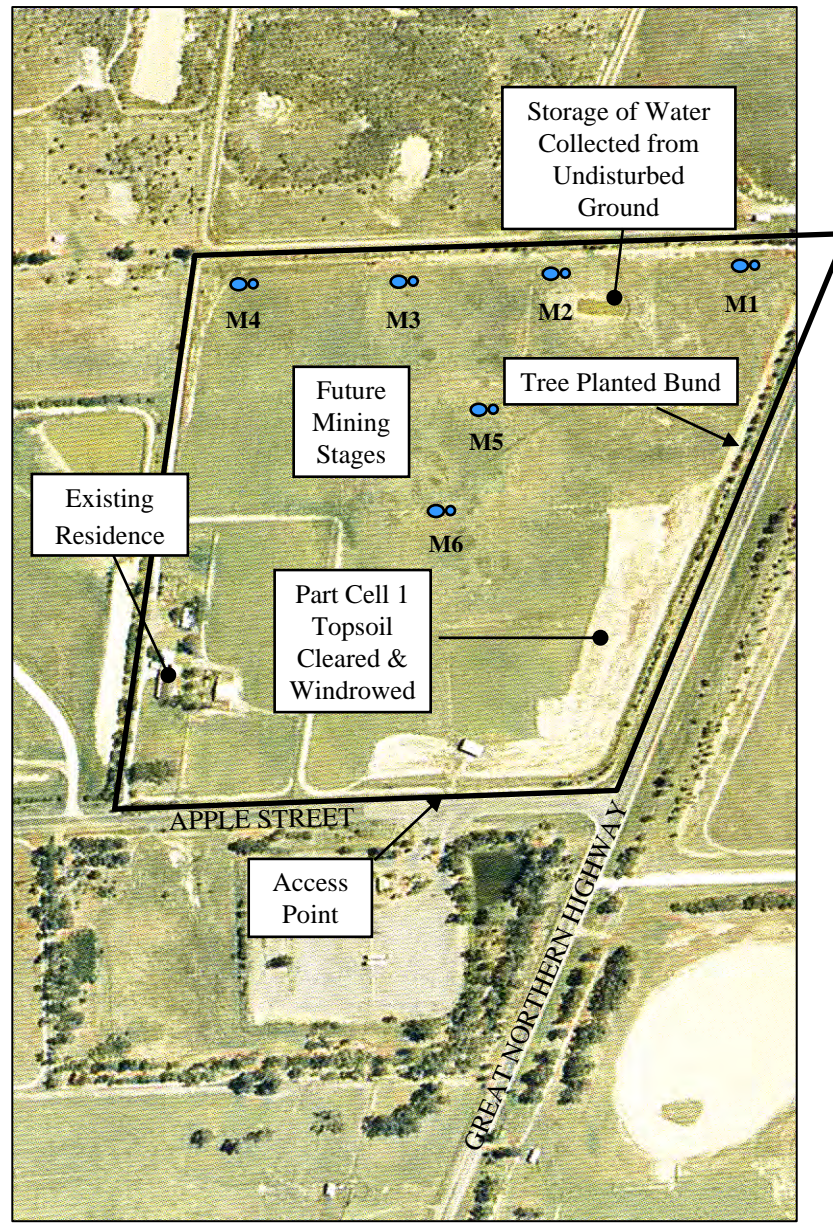 Storage of Water
Collected from
Undisturbed
Ground
M4
M3
M2
M1
Tree Planted Bund
Future
Mining
Stages
M5
Existing
Residence
M6
Part Cell 1
Topsoil
Cleared &
Windrowed
APPLE STREET
Access
Point
GREAT NORTHERN HIGHWAY